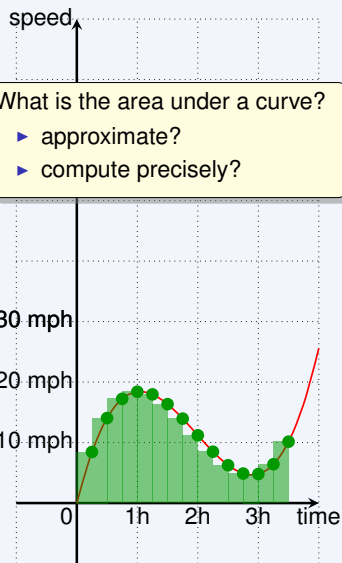 speed
What is the area under a curve?
► approximate?
► compute precisely?
30 mph
20 mph
10 mph
0 1h 2h 3h time